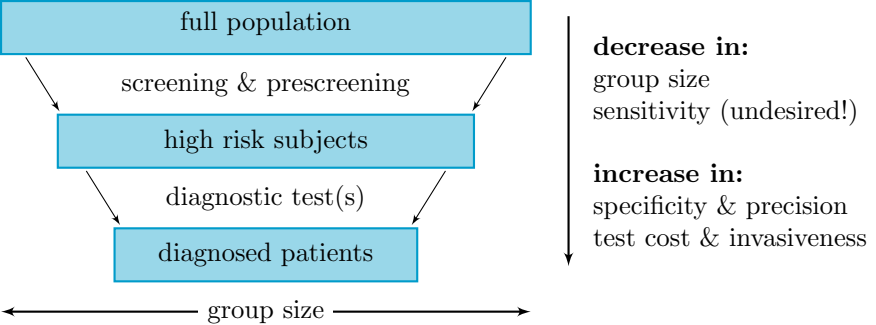 full population
screening & prescreening
high risk subjects
diagnostic test(s)
diagnosed patients
group size
decrease in:
group size
sensitivity (undesired!)
increase in:
specificity & precision
test cost & invasiveness